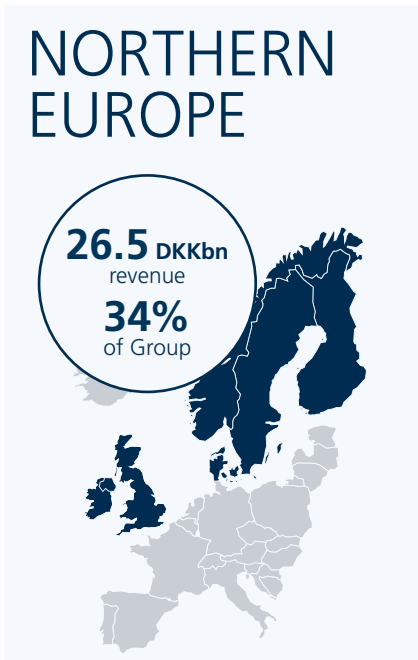 NORTHERN
EUROPE
26.5 DKKbn
revenue
34%
of Group